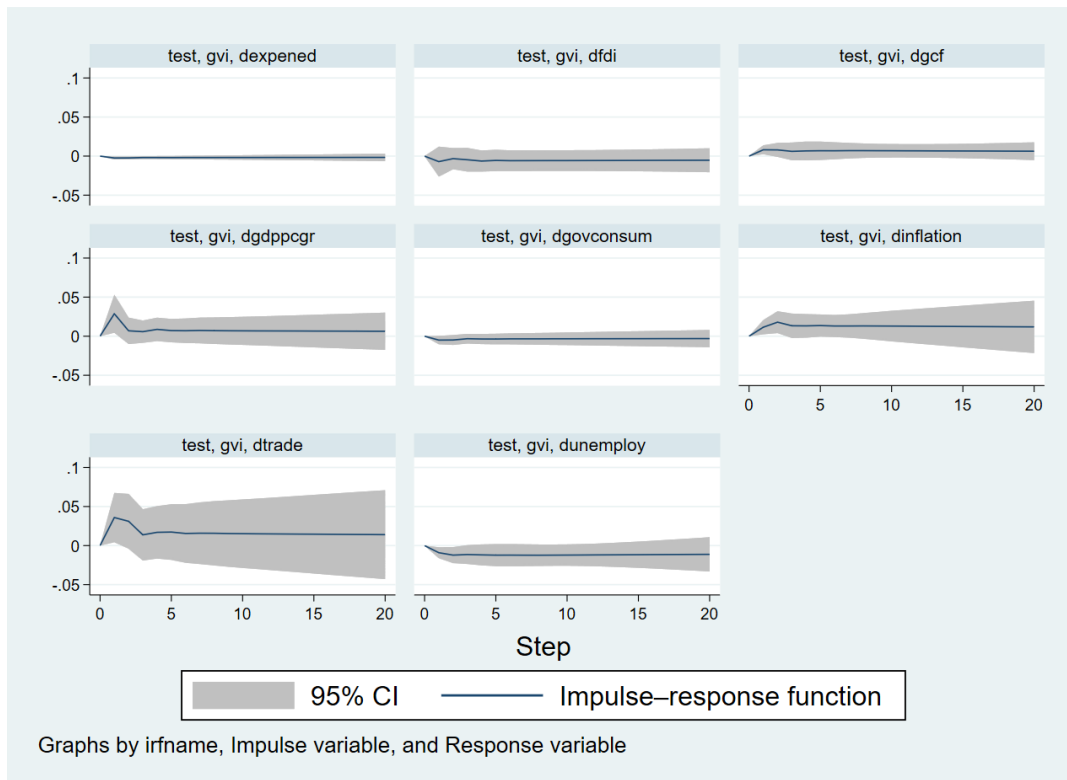 test, gvi, dexpened test, gvi, dfdi test, gvi, dgcf
.1
.05
0
-.05
test, gvi, dgdppcgr test, gvi, dgovconsum test, gvi, dinflation
.1
.05
0
-.05
0 5 10 15 20
test, gvi, dtrade test, gvi, dunemploy
.1
.05
0
-.05
0 5 10 15 20 0 5 10 15 20
Step
95% CI Impulse–response function
Graphs by irfname, Impulse variable, and Response variable